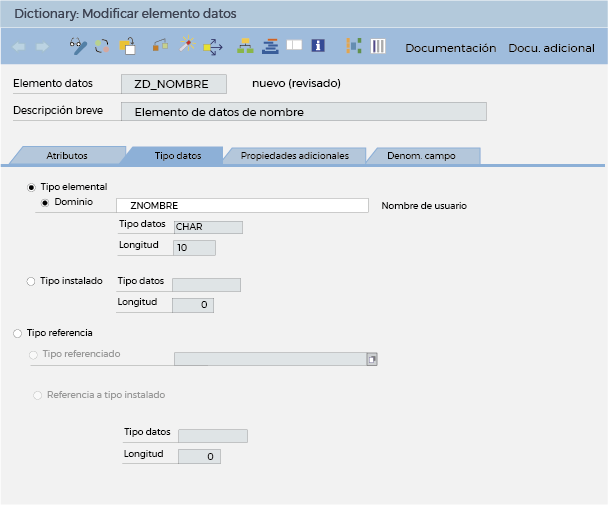 Dictionary: Modificar elemento datos
Documentación Docu. adicional
Elemento datos ZD_NOMBRE nuevo (revisado)
Descripción breve Elemento de datos de nombre
Atributos Tipo datos Propiedades adicionales Denom. campo
Tipo elemental
Dominio ZNOMBRE Nombre de usuario
Tipo datos CHAR
Longitud 10
Tipo instalado Tipo datos
Longitud 0
Tipo referencia
Tipo referenciado
Referencia a tipo instalado
Tipo datos
Longitud 0